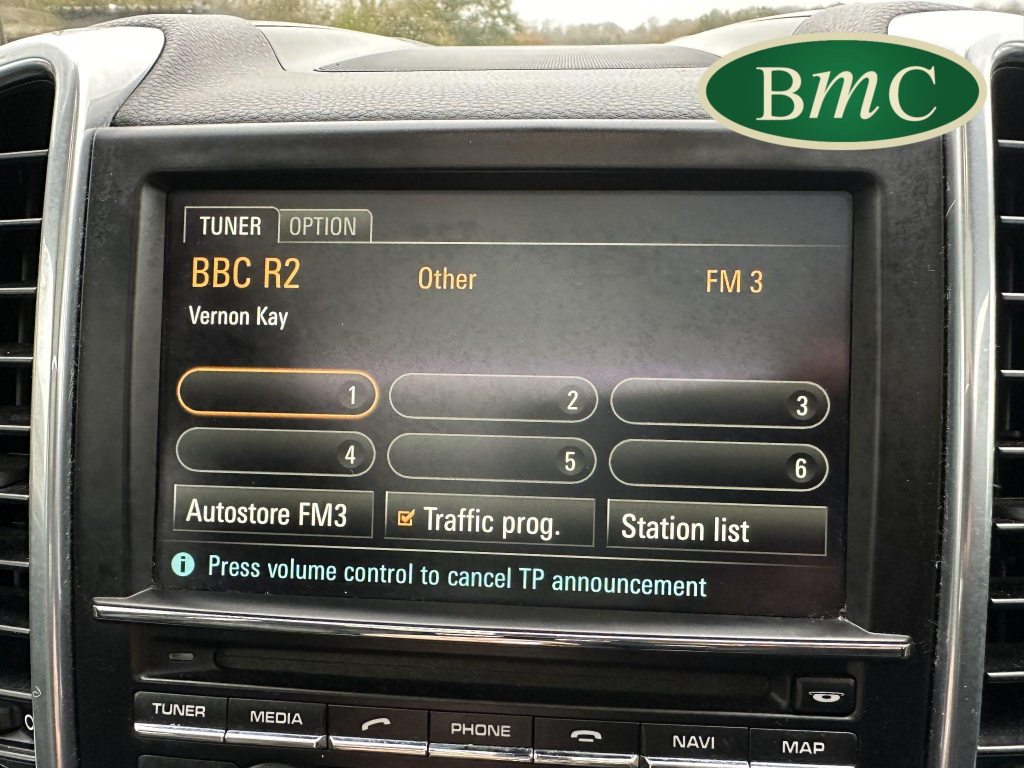 BmC
TUNER OPTION
BBC R2 Other FM 3
Vernon Kay
1 2 3
4 5 6
Autostore FM3 Traffic prog. Station list
Press volume control to cancel TP announcement
TUNER MEDIA PHONE NAVI MAP